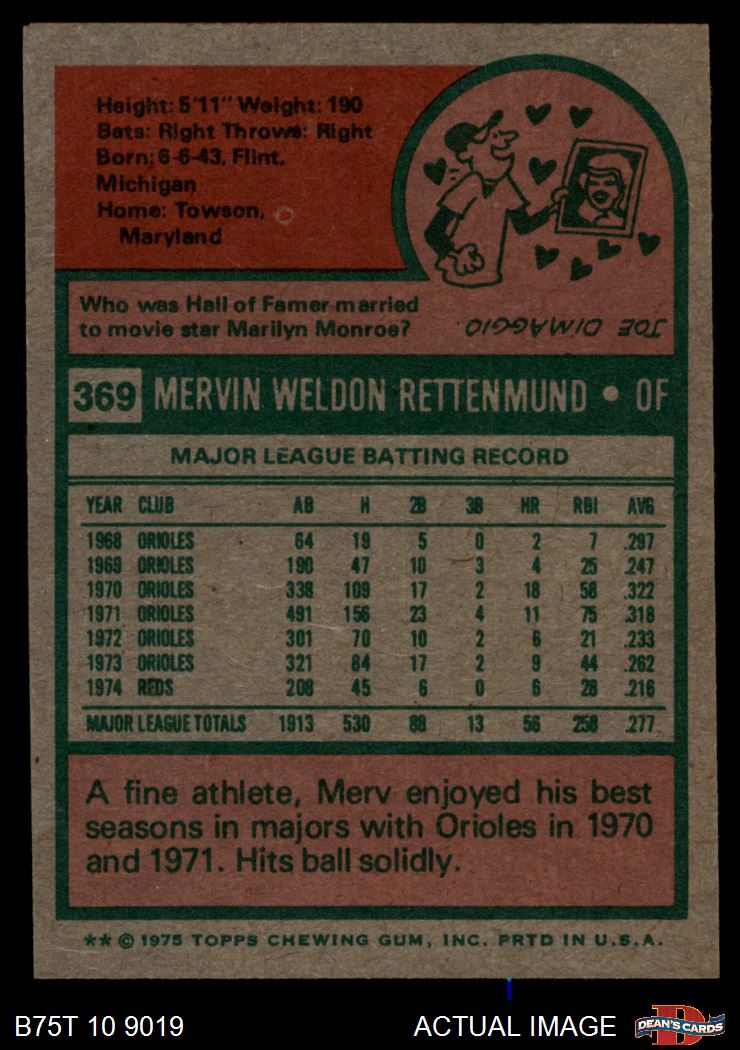 Height: 5'11" Weight: 190
Bats: Right Throws: Right
Born: 6-6-43, Flint,
Michigan
Home: Towson,
Maryland
Who was Hall of Famer married
to movie star Marilyn Monroe?
JOE DIMAGGIO
369 MERVIN WELDON RETTENMUND • OF
MAJOR LEAGUE BATTING RECORD
YEAR CLUB AB H 2B 3B HR RBI AVG
1968 ORIOLES 64 19 5 0 2 7 .297
1969 ORIOLES 190 47 10 3 4 25 .247
1970 ORIOLES 338 109 17 2 18 58 .322
1971 ORIOLES 491 156 23 4 11 75 .318
1972 ORIOLES 301 70 10 2 6 21 .233
1973 ORIOLES 321 84 17 2 9 44 .262
1974 REDS 208 45 6 0 6 28 .216
MAJOR LEAGUE TOTALS 1913 530 88 13 56 258 .277
A fine athlete, Merv enjoyed his best
seasons in majors with Orioles in 1970
and 1971. Hits ball solidly.
** © 1975 TOPPS CHEWING GUM, INC. PRTD IN U.S.A.
B75T 10 9019 ACTUAL IMAGE D DEAN'S CARDS